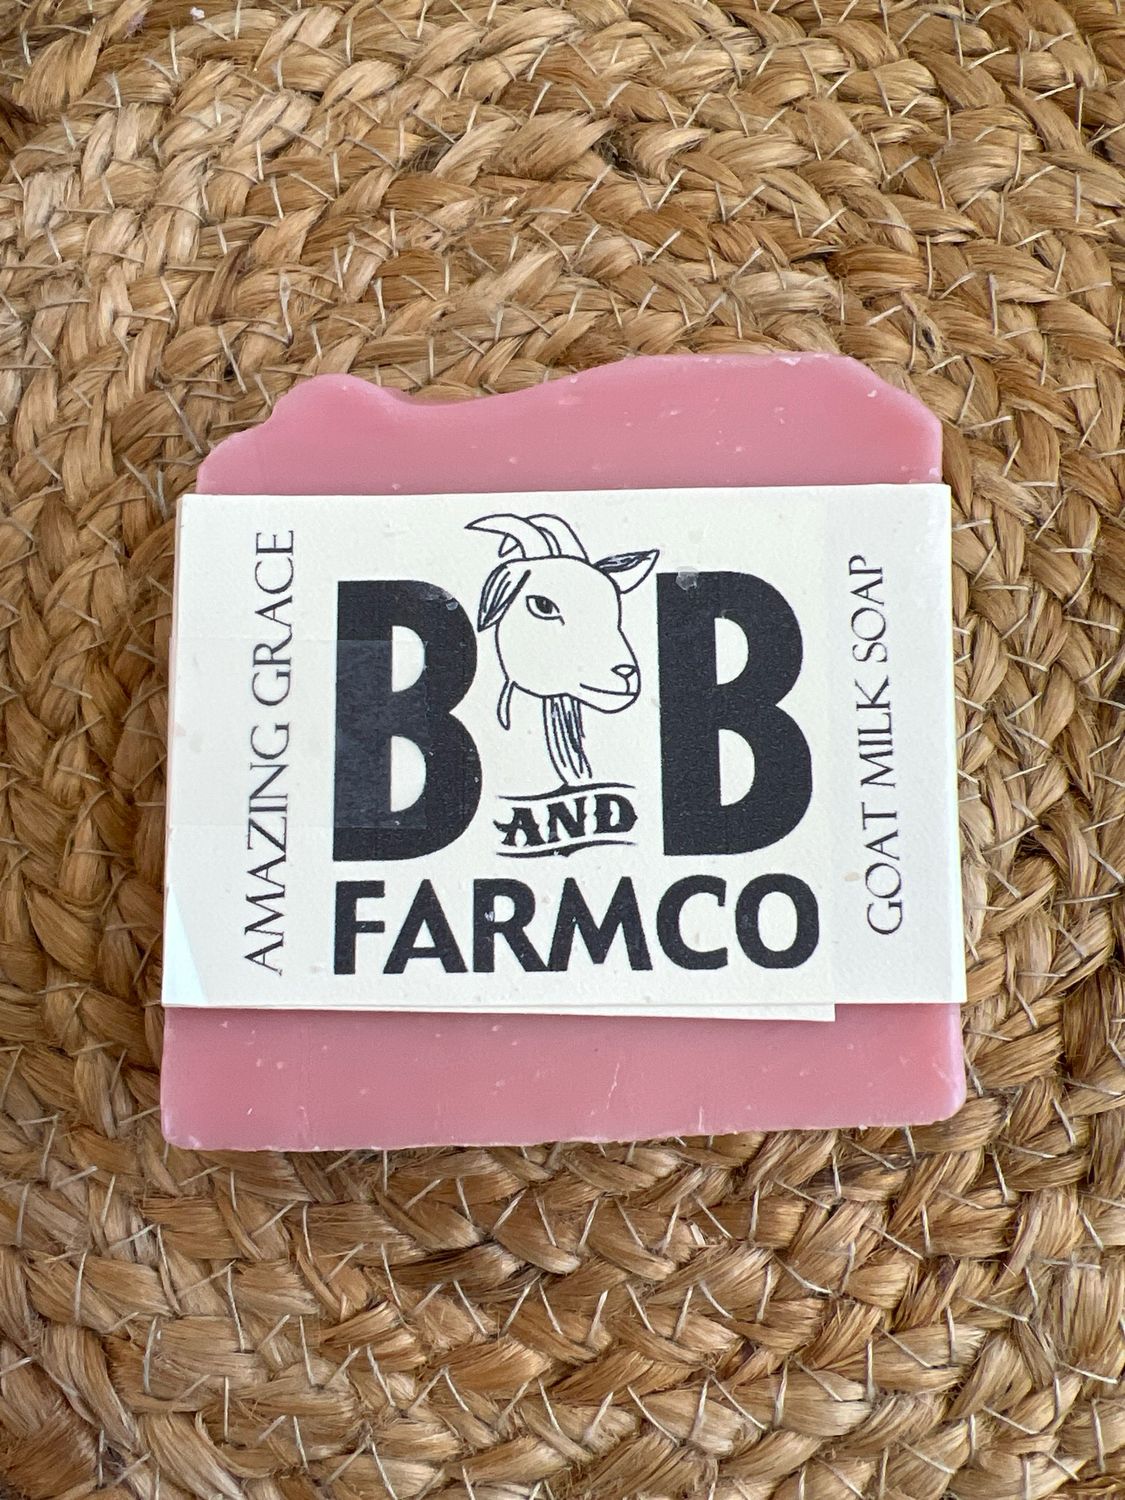 AMAZING GRACE
B AND B
FARMCO
GOAT MILK SOAP